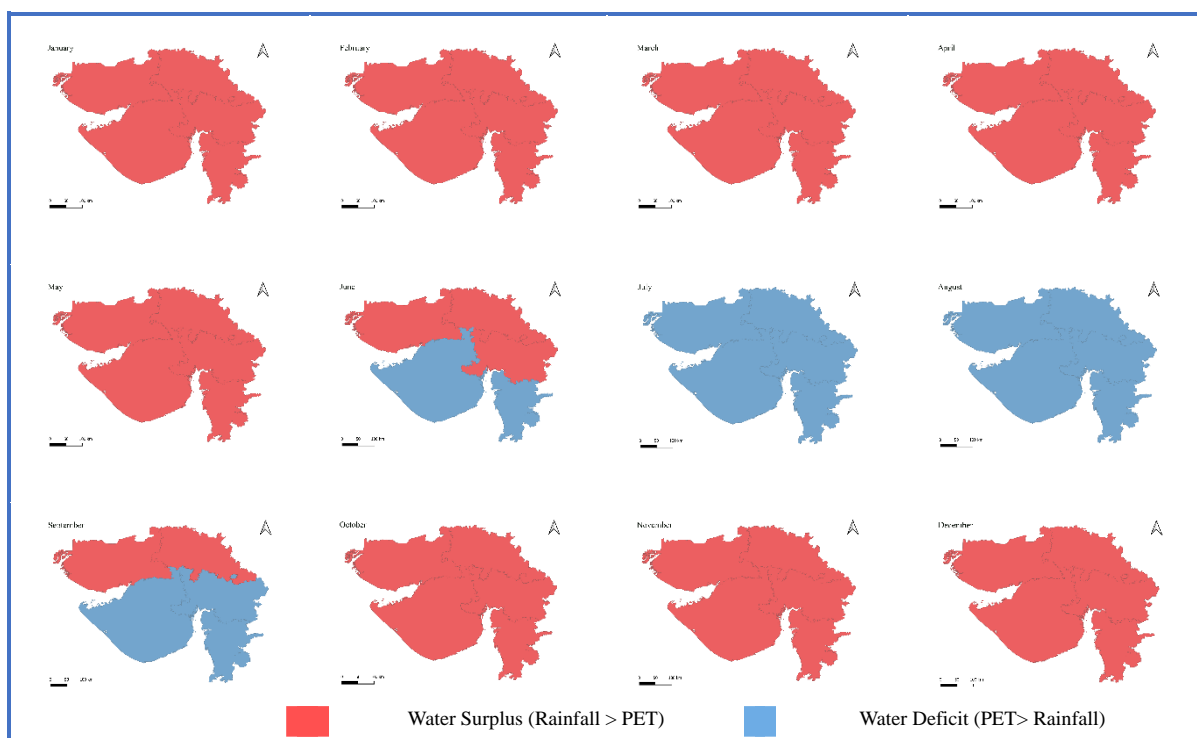 January
February
March
April
May
June
July
August
September
October
November
December
Water Surplus (Rainfall > PET)
Water Deficit (PET> Rainfall)